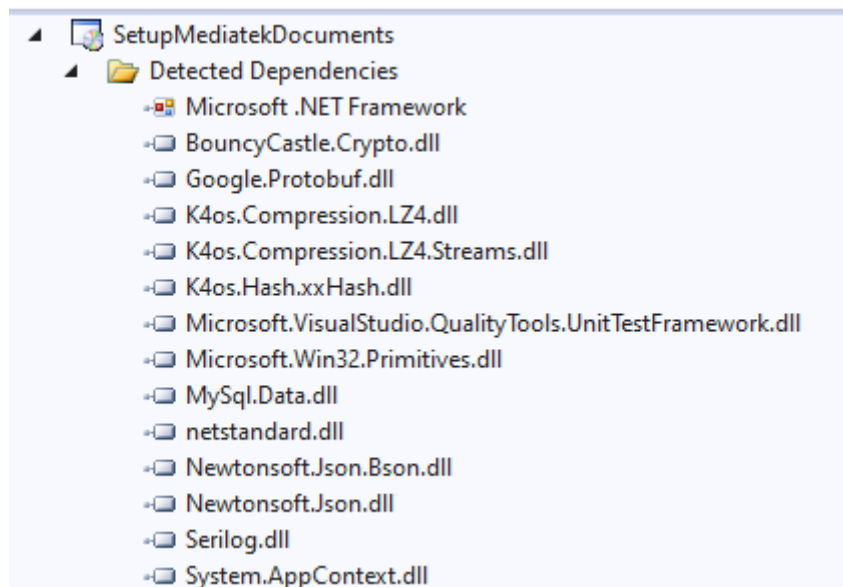 SetupMediatekDocuments
Detected Dependencies
Microsoft .NET Framework
BouncyCastle.Crypto.dll
Google.Protobuf.dll
K4os.Compression.LZ4.dll
K4os.Compression.LZ4.Streams.dll
K4os.Hash.xxHash.dll
Microsoft.VisualStudio.QualityTools.UnitTestFramework.dll
Microsoft.Win32.Primitives.dll
MySql.Data.dll
netstandard.dll
Newtonsoft.Json.Bson.dll
Newtonsoft.Json.dll
Serilog.dll
System.AppContext.dll